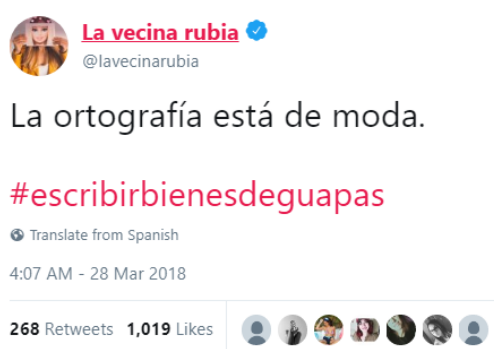 La vecina rubia
@lavecinarubia
La ortografía está de moda.
#escribirbienesdeguapas
Translate from Spanish
4:07 AM - 28 Mar 2018
268 Retweets 1,019 Likes